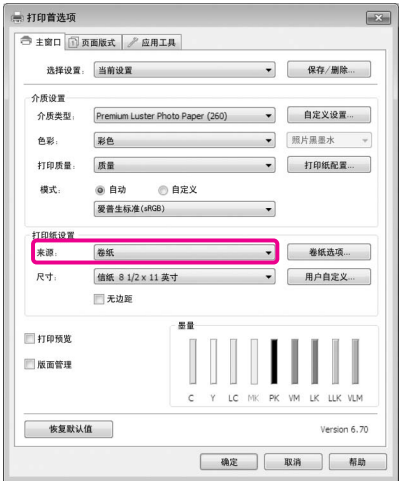 打印首选项
主窗口 页面版式 应用工具
选择设置: 当前设置 保存/删除...
介质设置
介质类型: Premium Luster Photo Paper (260) 自定义设置...
色彩: 彩色 照片黑墨水
打印质量: 质量 打印纸配置...
模式: 自动 自定义
爱普生标准(sRGB)
打印纸设置
来源: 卷纸 卷纸选项...
尺寸: 信纸 8 1/2 x 11 英寸 用户自定义...
无边距
墨量
打印预览
版面管理
C Y LC MK PK VM LK LLK VLM
恢复默认值 Version 6.70
确定 取消 帮助